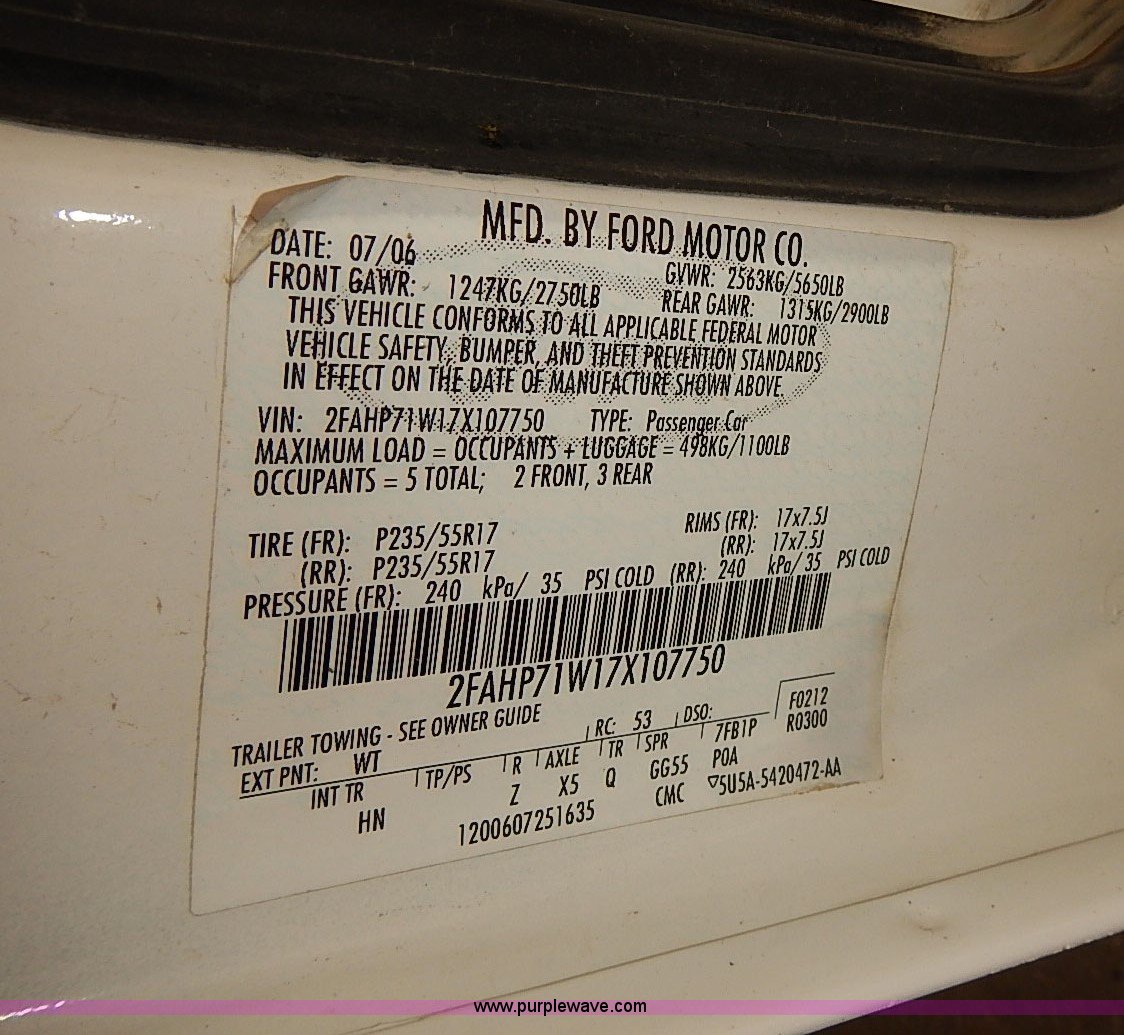 MFD. BY FORD MOTOR CO.
DATE: 07/06 GVWR: 2563KG/5650LB
FRONT GAWR: 1247KG/2750LB REAR GAWR: 1315KG/2900LB
THIS VEHICLE CONFORMS TO ALL APPLICABLE FEDERAL MOTOR
VEHICLE SAFETY, BUMPER, AND THEFT PREVENTION STANDARDS
IN EFFECT ON THE DATE OF MANUFACTURE SHOWN ABOVE.
VIN: 2FAHP71W17X107750 TYPE: Passenger Car
MAXIMUM LOAD = OCCUPANTS + LUGGAGE = 498KG/1100LB
OCCUPANTS = 5 TOTAL; 2 FRONT, 3 REAR
TIRE (FR): P235/55R17 RIMS (FR): 17x7.5J
(RR): P235/55R17 (RR): 17x7.5J
PRESSURE (FR): 240 kPa/ 35 PSI COLD (RR): 240 kPa/ 35 PSI COLD
2FAHP71W17X107750
TRAILER TOWING - SEE OWNER GUIDE F0212
EXT PNT: WT RC: 53 DSO: R0300
INT TR TP/PS R AXLE TR SPR 7FB1P
HN Z X5 Q GG55 POA
1200607251635 CMC 5U5A-5420472-AA
www.purplewave.com